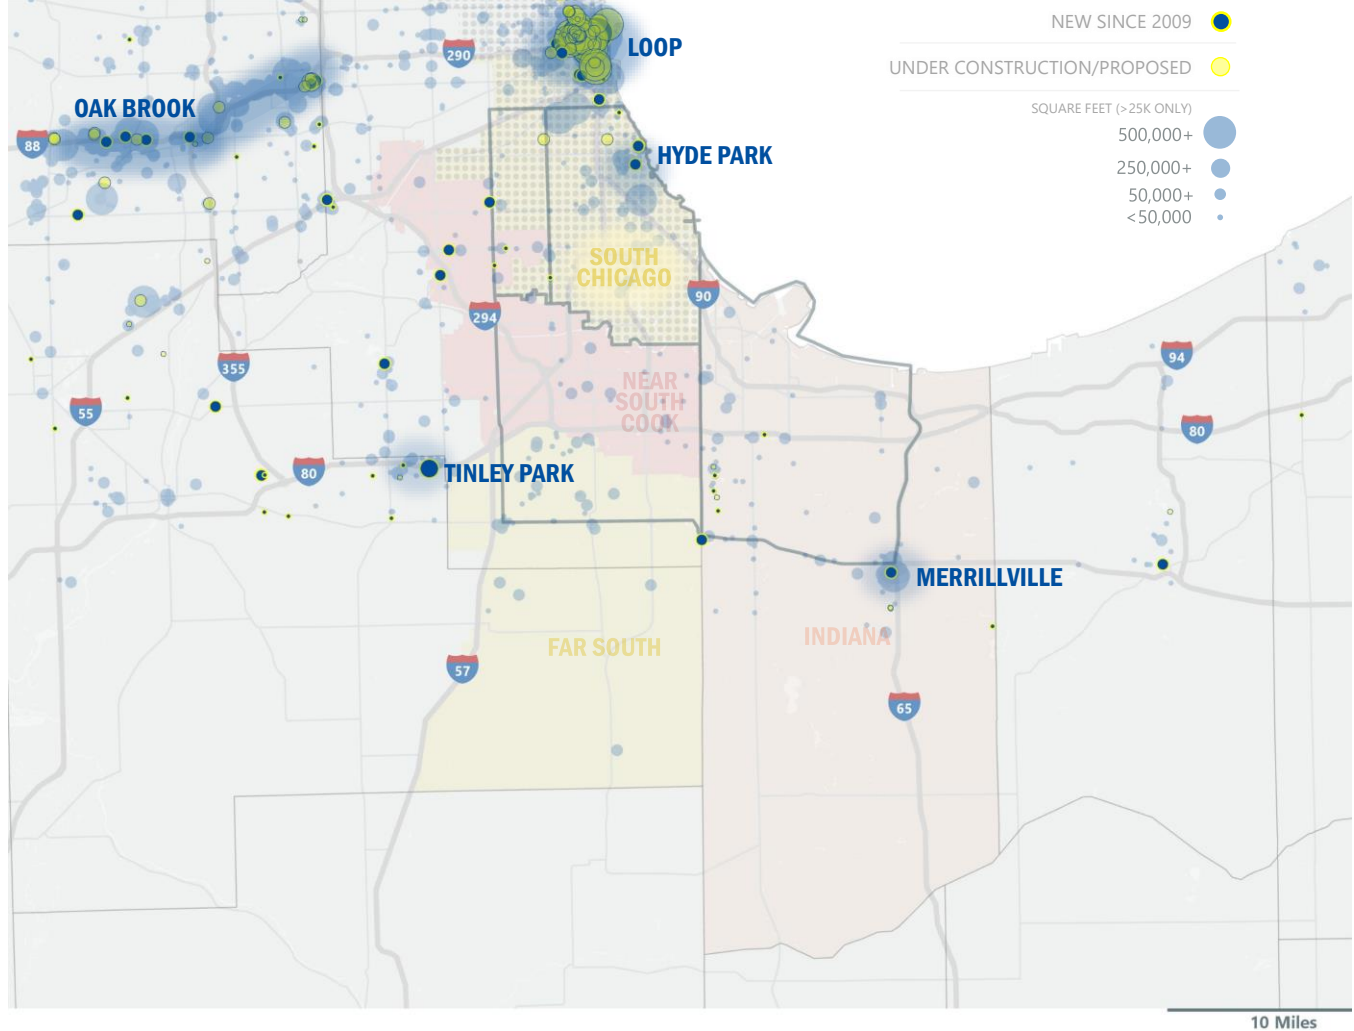 NEW SINCE 2009
290
LOOP
UNDER CONSTRUCTION/PROPOSED
OAK BROOK
SQUARE FEET (>25K ONLY)
500,000+
88
HYDE PARK
250,000+
50,000+
<50,000
SOUTH
CHICAGO
90
294
94
355
NEAR
SOUTH
COOK
55
80
80
TINLEY PARK
MERRILLVILLE
FAR SOUTH
INDIANA
57
65
10 Miles